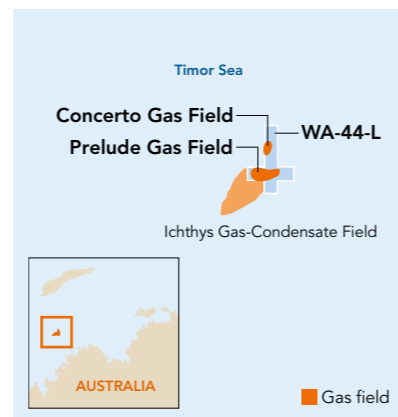 Timor Sea
Concerto Gas Field
WA-44-L
Prelude Gas Field
Ichthys Gas-Condensate Field
AUSTRALIA
Gas field